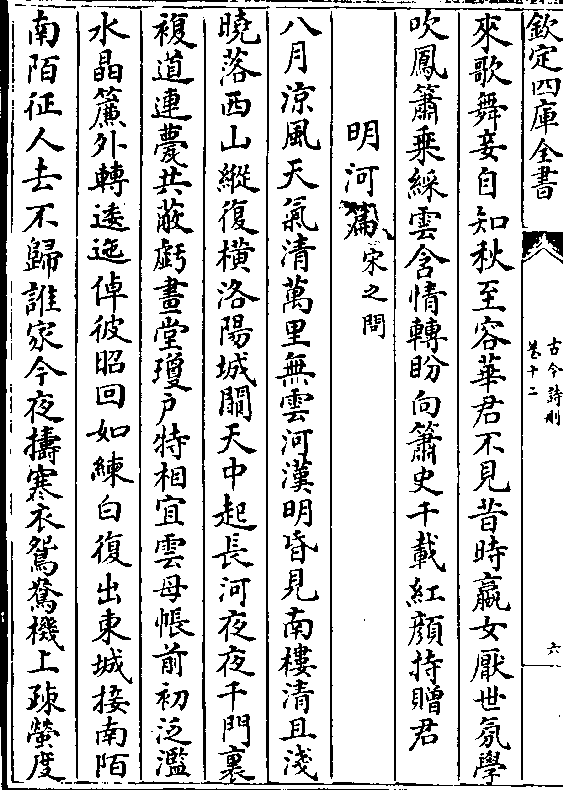 欽定四庫全書
古今詩刪
卷十二
六
來歌舞妾自知秋至容華君不見昔時嬴女厭世氛學
吹鳳簫乗綵雲含情轉盼向簫史千載紅顔持贈君
明河篇
宋之問
八月涼風天氣清萬里無雲河漢明昏見南樓清且淺
曉落西山縱復橫洛陽城闕天中起長河夜夜千門裏
複道連甍共蔽虧畫堂瓊户特相宜雲母帳前初泛濫
水晶簾外轉逶迤倬彼昭回如練白復出東城接南陌
南陌征人去不歸誰家今夜擣寒衣鴛鴦機上疎螢度